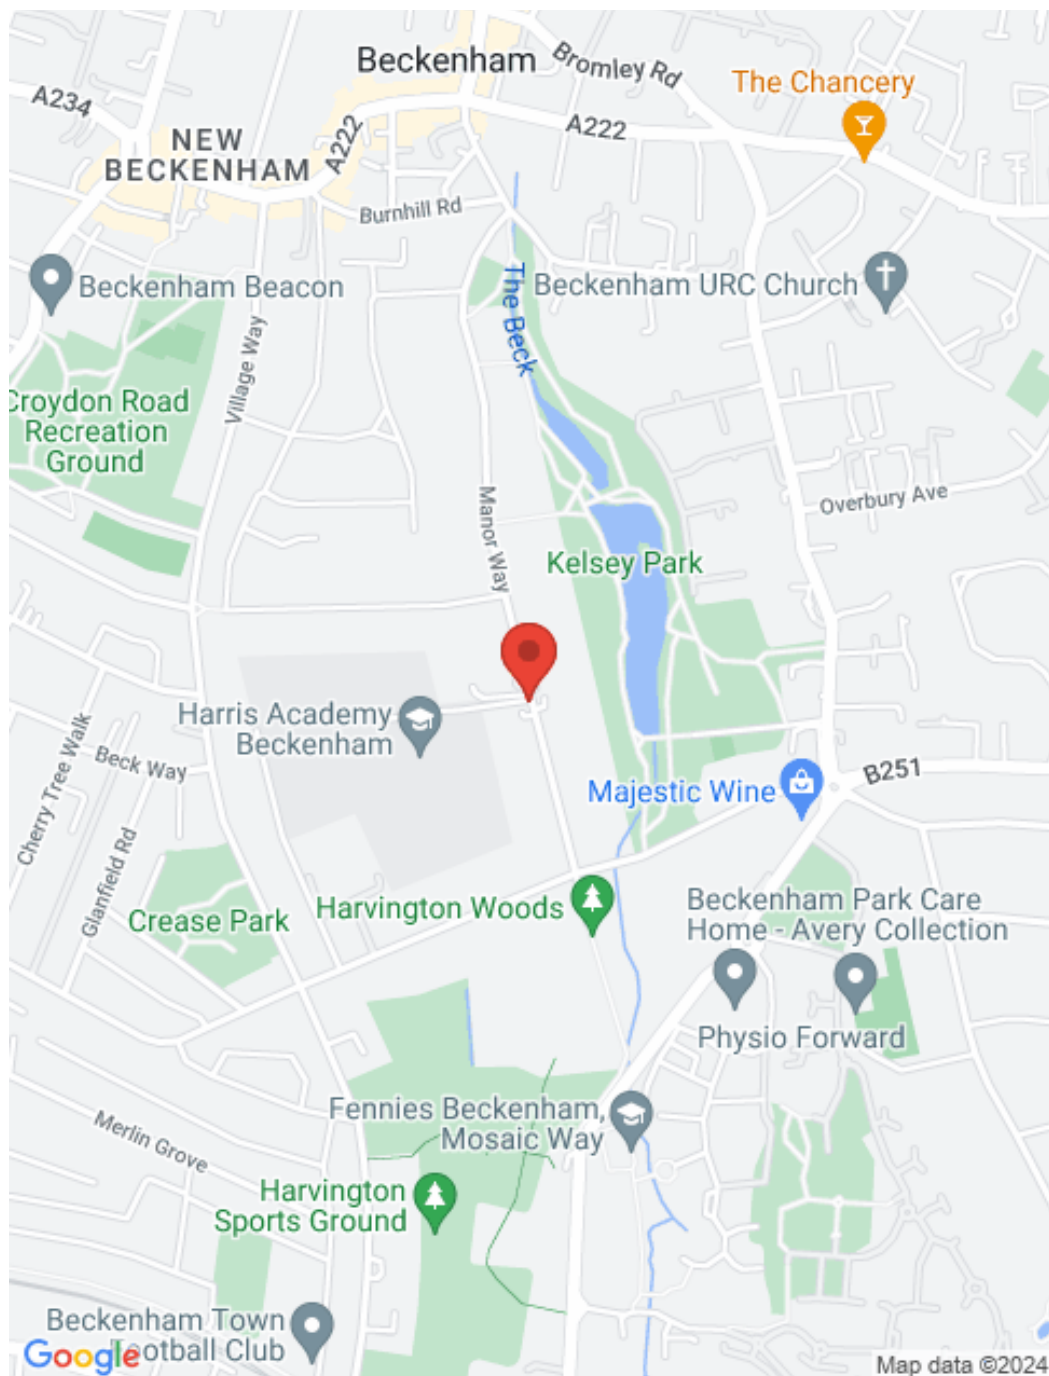 Beckenham
Bromley Rd
The Chancery
A234
A222
A222
NEW
BECKENHAM
Burnhill Rd
Beckenham Beacon
The Beck
Beckenham URC Church
Village Way
Croydon Road
Recreation
Ground
Manor Way
Overbury Ave
Kelsey Park
Harris Academy
Beckenham
Cherry Tree Walk
Beck Way
Majestic Wine
B251
Glanfield Rd
Crease Park
Harvington Woods
Beckenham Park Care
Home - Avery Collection
Physio Forward
Fennies Beckenham,
Mosaic Way
Merlin Grove
Harvington
Sports Ground
Beckenham Town
Football Club
Google
Map data ©2024